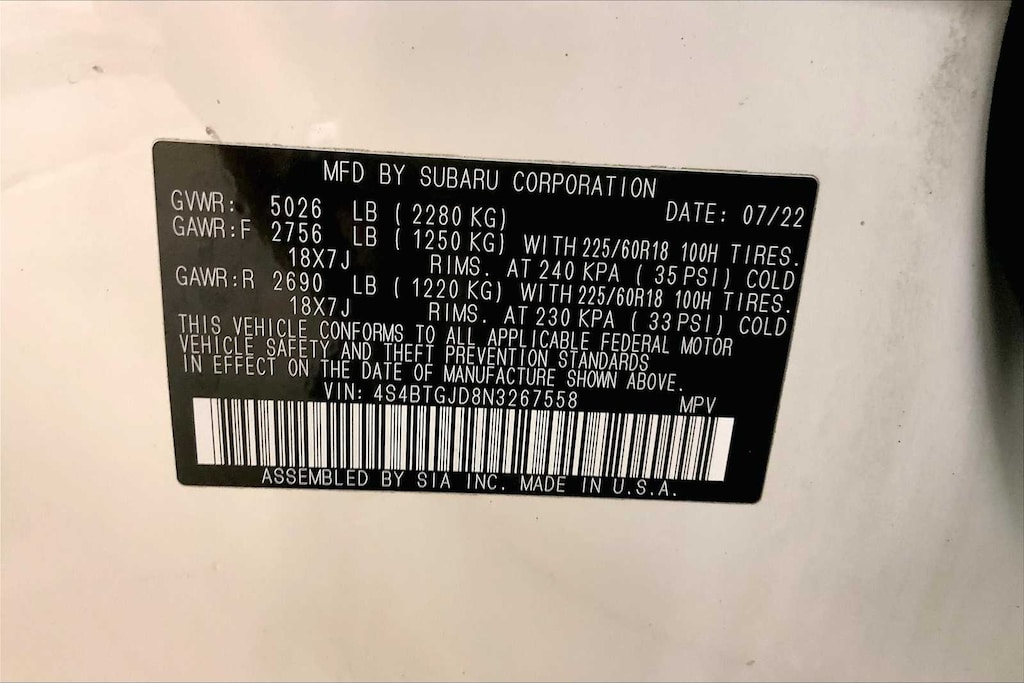 MFD BY SUBARU CORPORATION
GVWR: 5026 LB ( 2280 KG) DATE: 07/22
GAWR:F 2756 LB ( 1250 KG) WITH 225/60R18 100H TIRES.
18X7J RIMS. AT 240 KPA ( 35 PSI) COLD
GAWR:R 2690 LB ( 1220 KG) WITH 225/60R18 100H TIRES.
18X7J RIMS. AT 230 KPA ( 33 PSI) COLD
THIS VEHICLE CONFORMS TO ALL APPLICABLE FEDERAL MOTOR
VEHICLE SAFETY AND THEFT PREVENTION STANDARDS
IN EFFECT ON THE DATE OF MANUFACTURE SHOWN ABOVE.
VIN: 4S4BTGJD8N3267558 MPV
ASSEMBLED BY SIA INC. MADE IN U.S.A.